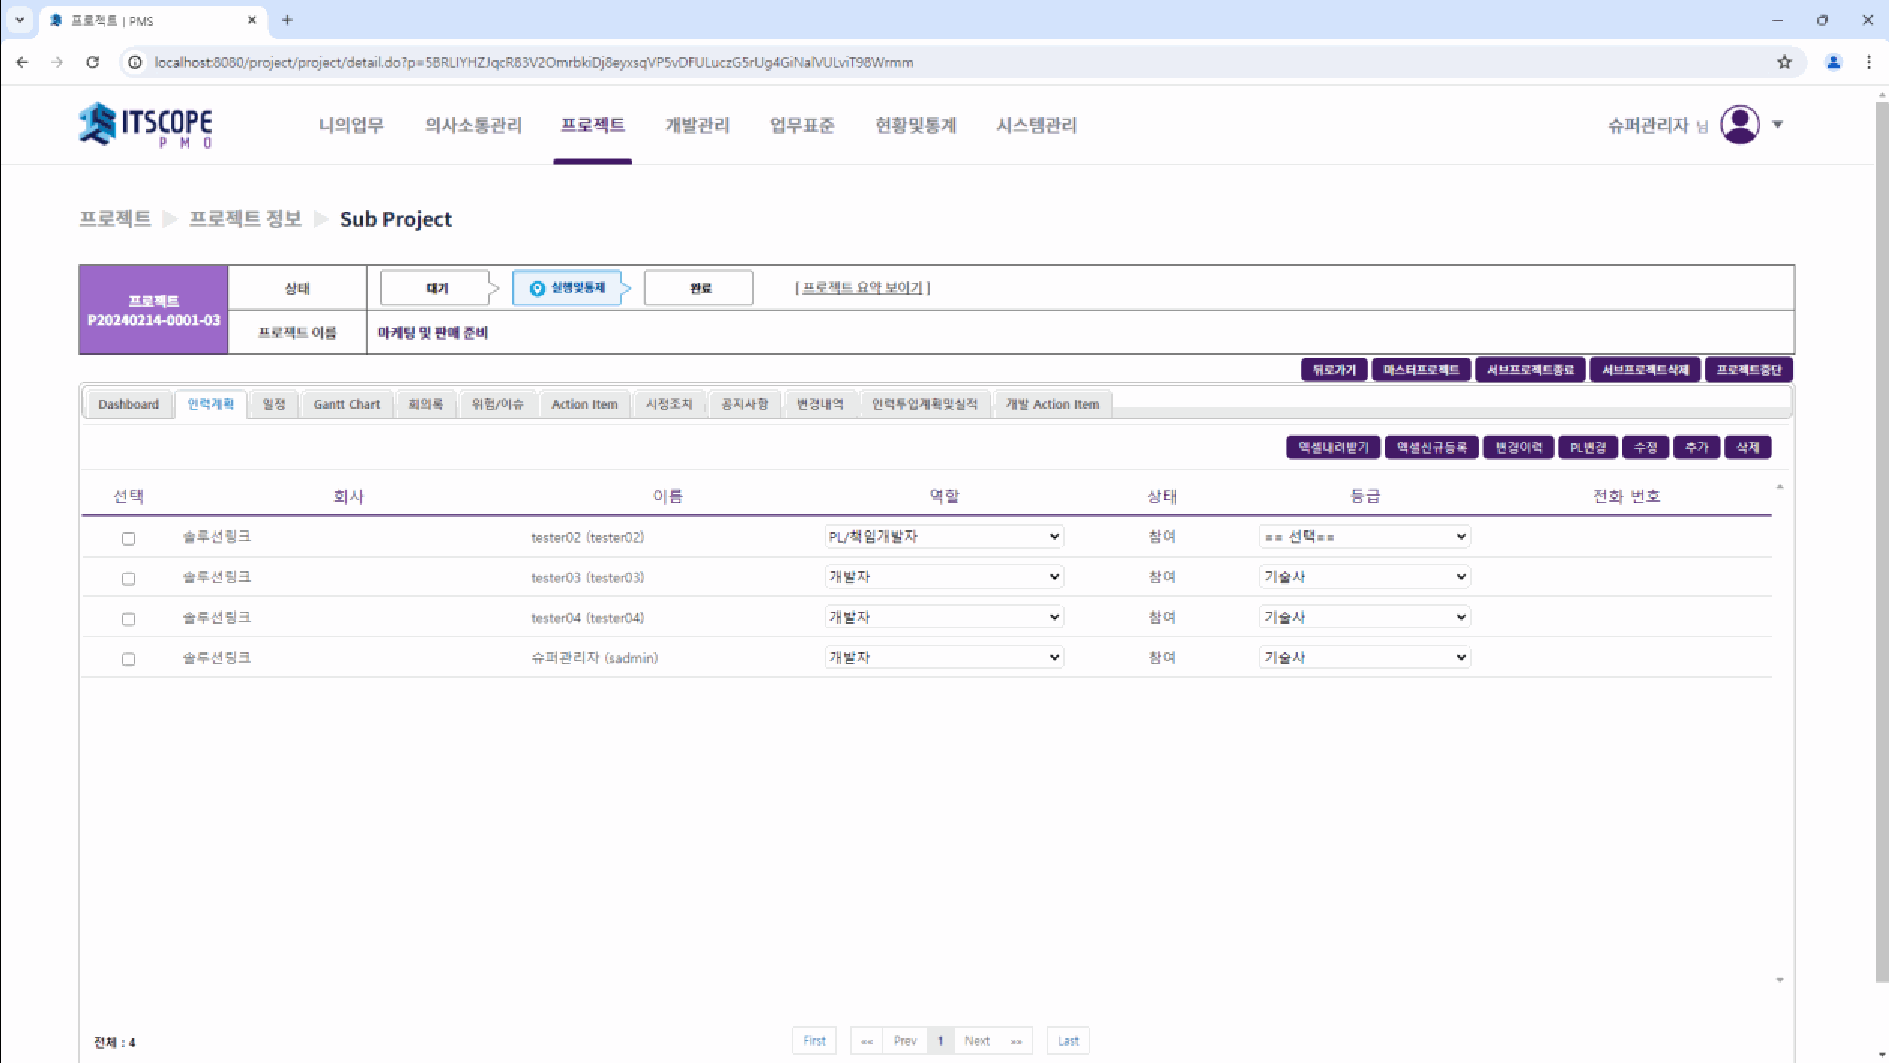 프로젝트 | PMS
localhost:8080/project/project/detail.do?p=5BRLIYHZJqcR83V2OmrbkiDj8eyxsqVP5vDFULuczG5rUg4GiNalVULviT98Wrmm
ITSCOPE
PMO
나의업무 의사소통관리 프로젝트 개발관리 업무표준 현황및통계 시스템관리
슈퍼관리자 님
프로젝트 프로젝트 정보 Sub Project
프로젝트
P20240214-0001-03
상태 대기 실행및통제 완료 [ 프로젝트 요약 보이기 ]
프로젝트 이름 마케팅 및 판매 준비
뒤로가기 마스터프로젝트 서브프로젝트종료 서브프로젝트삭제 프로젝트중단
Dashboard 인력계획 일정 Gantt Chart 회의록 위험/이슈 Action Item 시정조치 공지사항 변경내역 인력투입계획및실적 개발 Action Item
엑셀내려받기 엑셀신규등록 변경이력 PL변경 수정 추가 삭제
선택 회사 이름 역할 상태 등급 전화 번호
솔루션링크 tester02 (tester02) PL/책임개발자 참여 == 선택==
솔루션링크 tester03 (tester03) 개발자 참여 기술사
솔루션링크 tester04 (tester04) 개발자 참여 기술사
솔루션링크 슈퍼관리자 (sadmin) 개발자 참여 기술사
전체 : 4
First «« Prev 1 Next »» Last